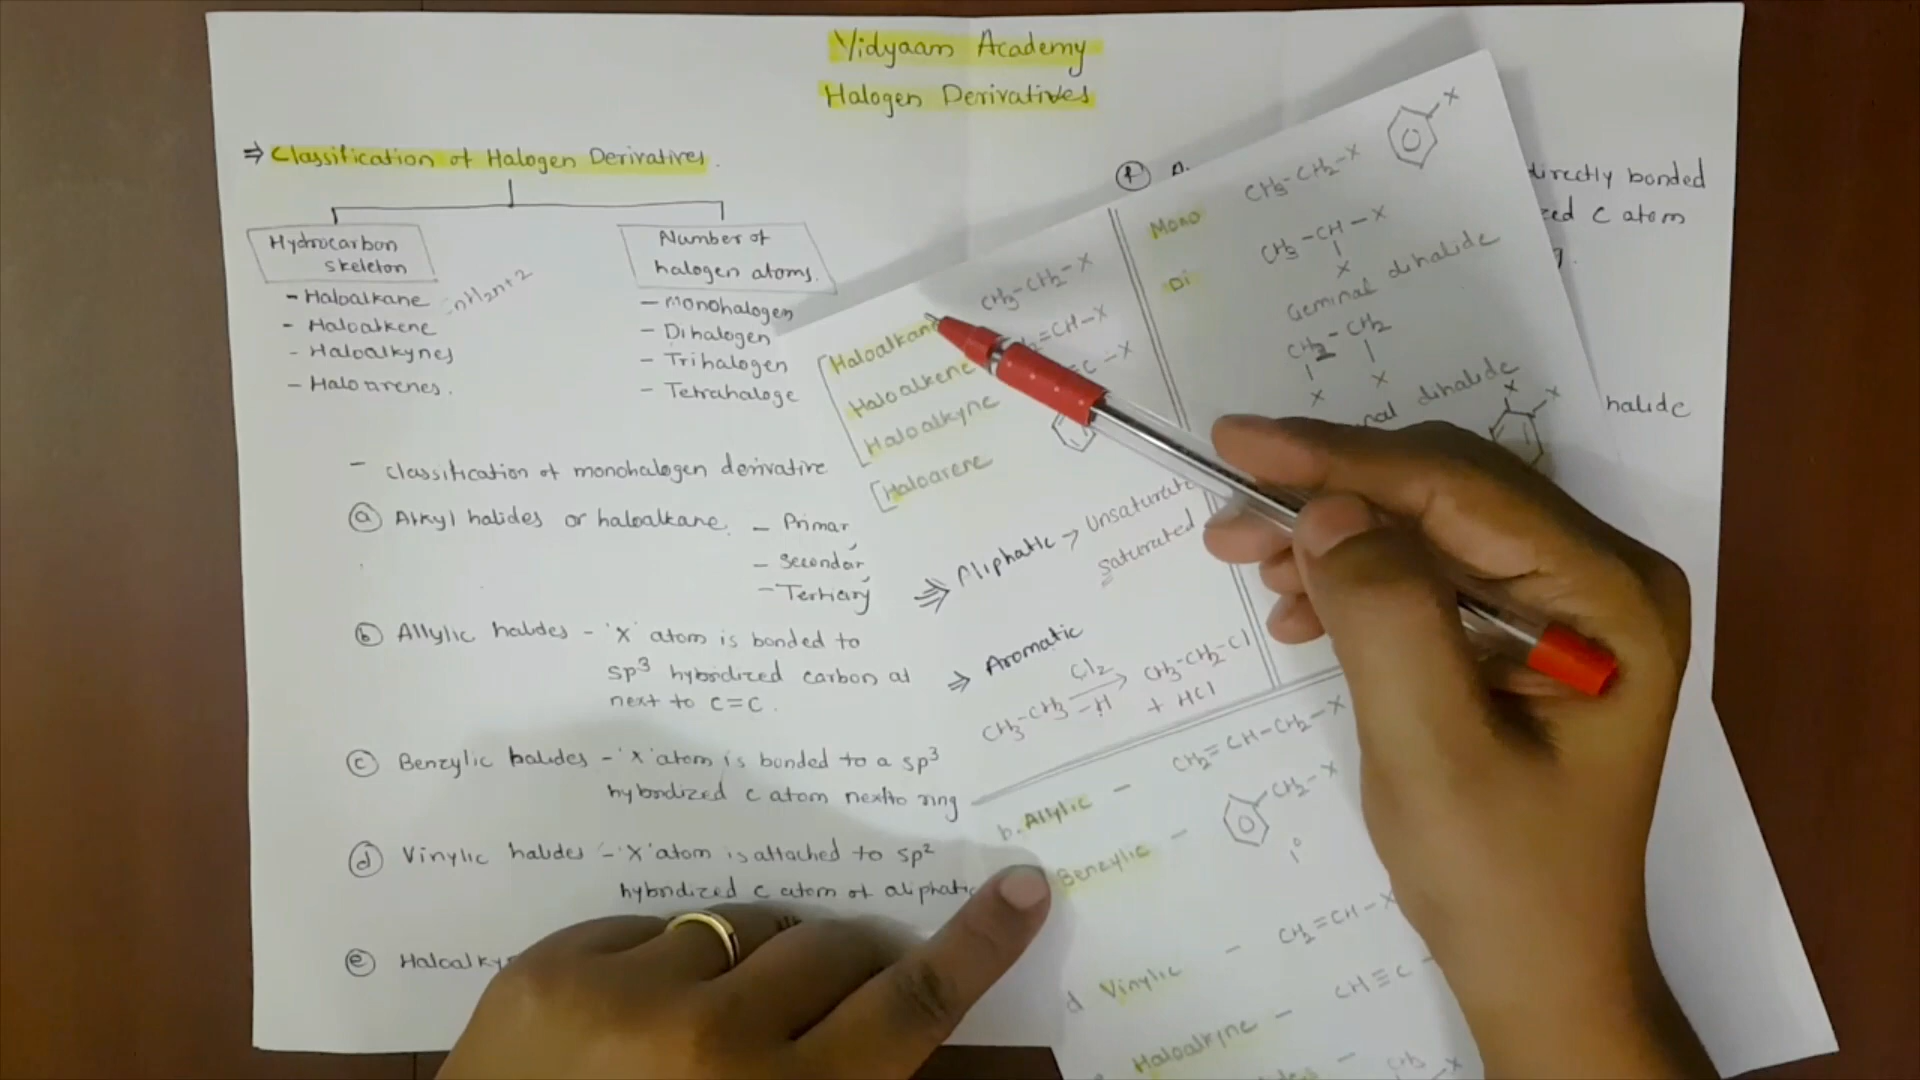 Vidyaam Academy
Halogen Derivatives
⇒ Classification of Halogen Derivatives.
Hydrocarbon
skeleton
- Haloalkane
CnH2n+2
- Haloalkene
- Haloalkynes
- Haloarenes.
Number of
halogen atoms.
- Monohalogen
- Dihalogen
- Trihalogen
- Tetrahaloge
- classification of monohalogen derivative
(a) Alkyl halides or haloalkane. - Primar
- Secondar
- Tertiary
(b) Allylic halides - 'X' atom is bonded to
sp³ hybridized carbon at
next to C=C.
(c) Benzylic halides - 'X' atom is bonded to a sp³
hybridized c atom next to ring
(d) Vinylic halides - 'X' atom is attached to sp²
hybridized c atom of aliphatic
(e) Haloalky
(f)
directly bonded
C atom
halide
[Haloalkane
CH3-CH2-X
Haloalkene
=CH-X
Haloalkyne
≡C-X
[Haloarene
⇒ Aliphatic → Unsaturate
Saturated
⇒ Aromatic
CH3-CH3 Cl2 → -H CH3-CH2-Cl
+ HCl
Mono CH3-CH2-X
X
Di CH3-CH-X
X
Geminal dihalide
CH2-CH2
X X
dihalide
X X
b. Allylic - CH2=CH-CH2-X
Benzylic - CH2-X
1°
d Vinylic - CH2=CH-X
Haloalkyne - CH≡C-
X